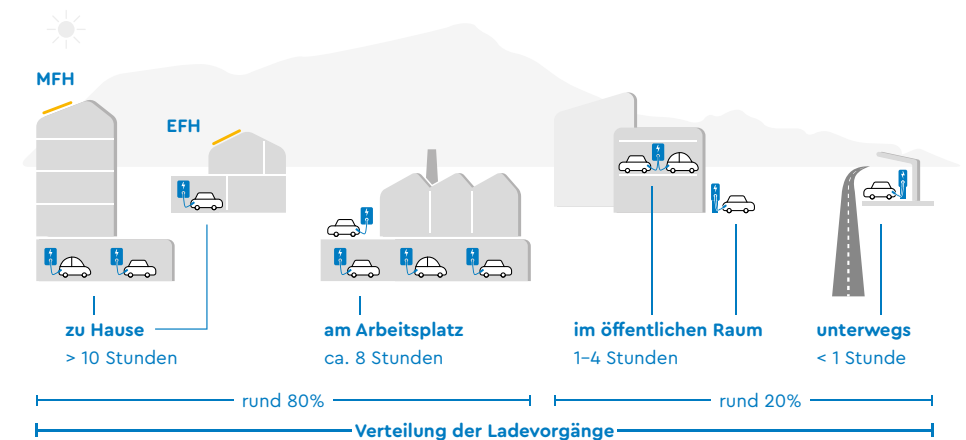 MFH
EFH
zu Hause
> 10 Stunden
am Arbeitsplatz
ca. 8 Stunden
im öffentlichen Raum
1–4 Stunden
unterwegs
< 1 Stunde
rund 80%
rund 20%
Verteilung der Ladevorgänge